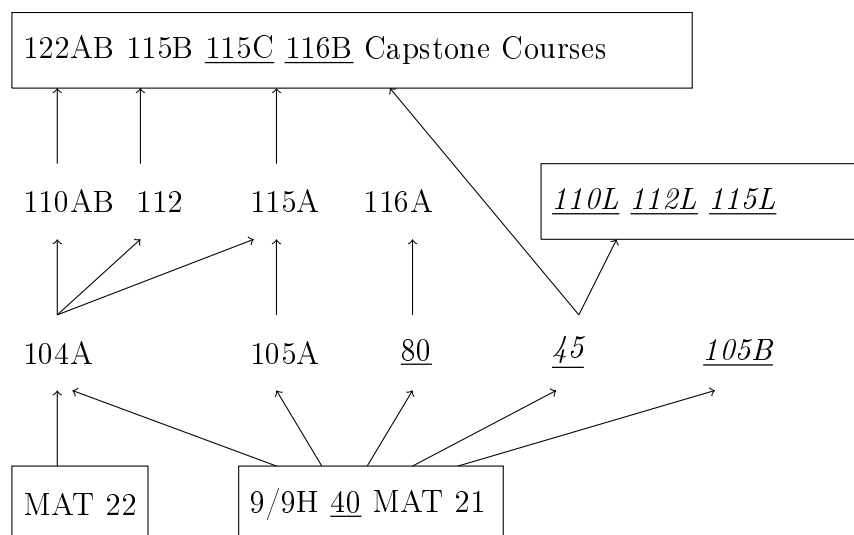 122AB 115B 115C 116B Capstone Courses
110AB 112 115A 116A 110L 112L 115L
104A 105A 80 45 105B
MAT 22 9/9H 40 MAT 21